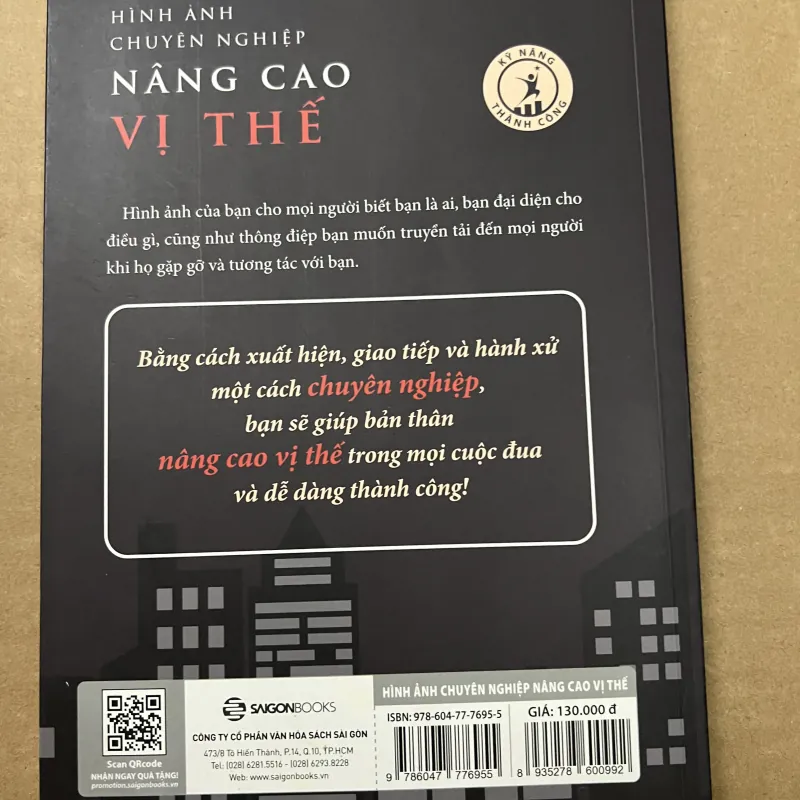 HÌNH ẢNH
CHUYÊN NGHIỆP
NÂNG CAO
VỊ THẾ
KỸ NĂNG
THÀNH CÔNG
Hình ảnh của bạn cho mọi người biết bạn là ai, bạn đại diện cho
điều gì, cũng như thông điệp bạn muốn truyền tải đến mọi người
khi họ gặp gỡ và tương tác với bạn.
Bằng cách xuất hiện, giao tiếp và hành xử
một cách chuyên nghiệp,
bạn sẽ giúp bản thân
nâng cao vị thế trong mọi cuộc đua
và dễ dàng thành công!
Scan QRcode
NHẬN NGAY QUÀ TẶNG!
promotion.saigonbooks.vn
SAIGONBOOKS
CÔNG TY CỔ PHẦN VĂN HÓA SÁCH SÀI GÒN
473/8 Tô Hiến Thành, P.14, Q.10, TP.HCM
Tel: (028) 6281.5516 - (028) 6293.8228
Web: www.saigonbooks.vn
HÌNH ẢNH CHUYÊN NGHIỆP NÂNG CAO VỊ THẾ
ISBN: 978-604-77-7695-5
GIÁ: 130.000 đ
9 786047 776955
8 935278 600992